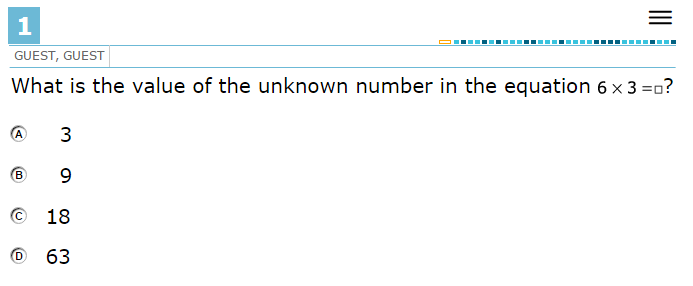 1
GUEST, GUEST
What is the value of the unknown number in the equation 6 × 3 =□?
A 3
B 9
C 18
D 63